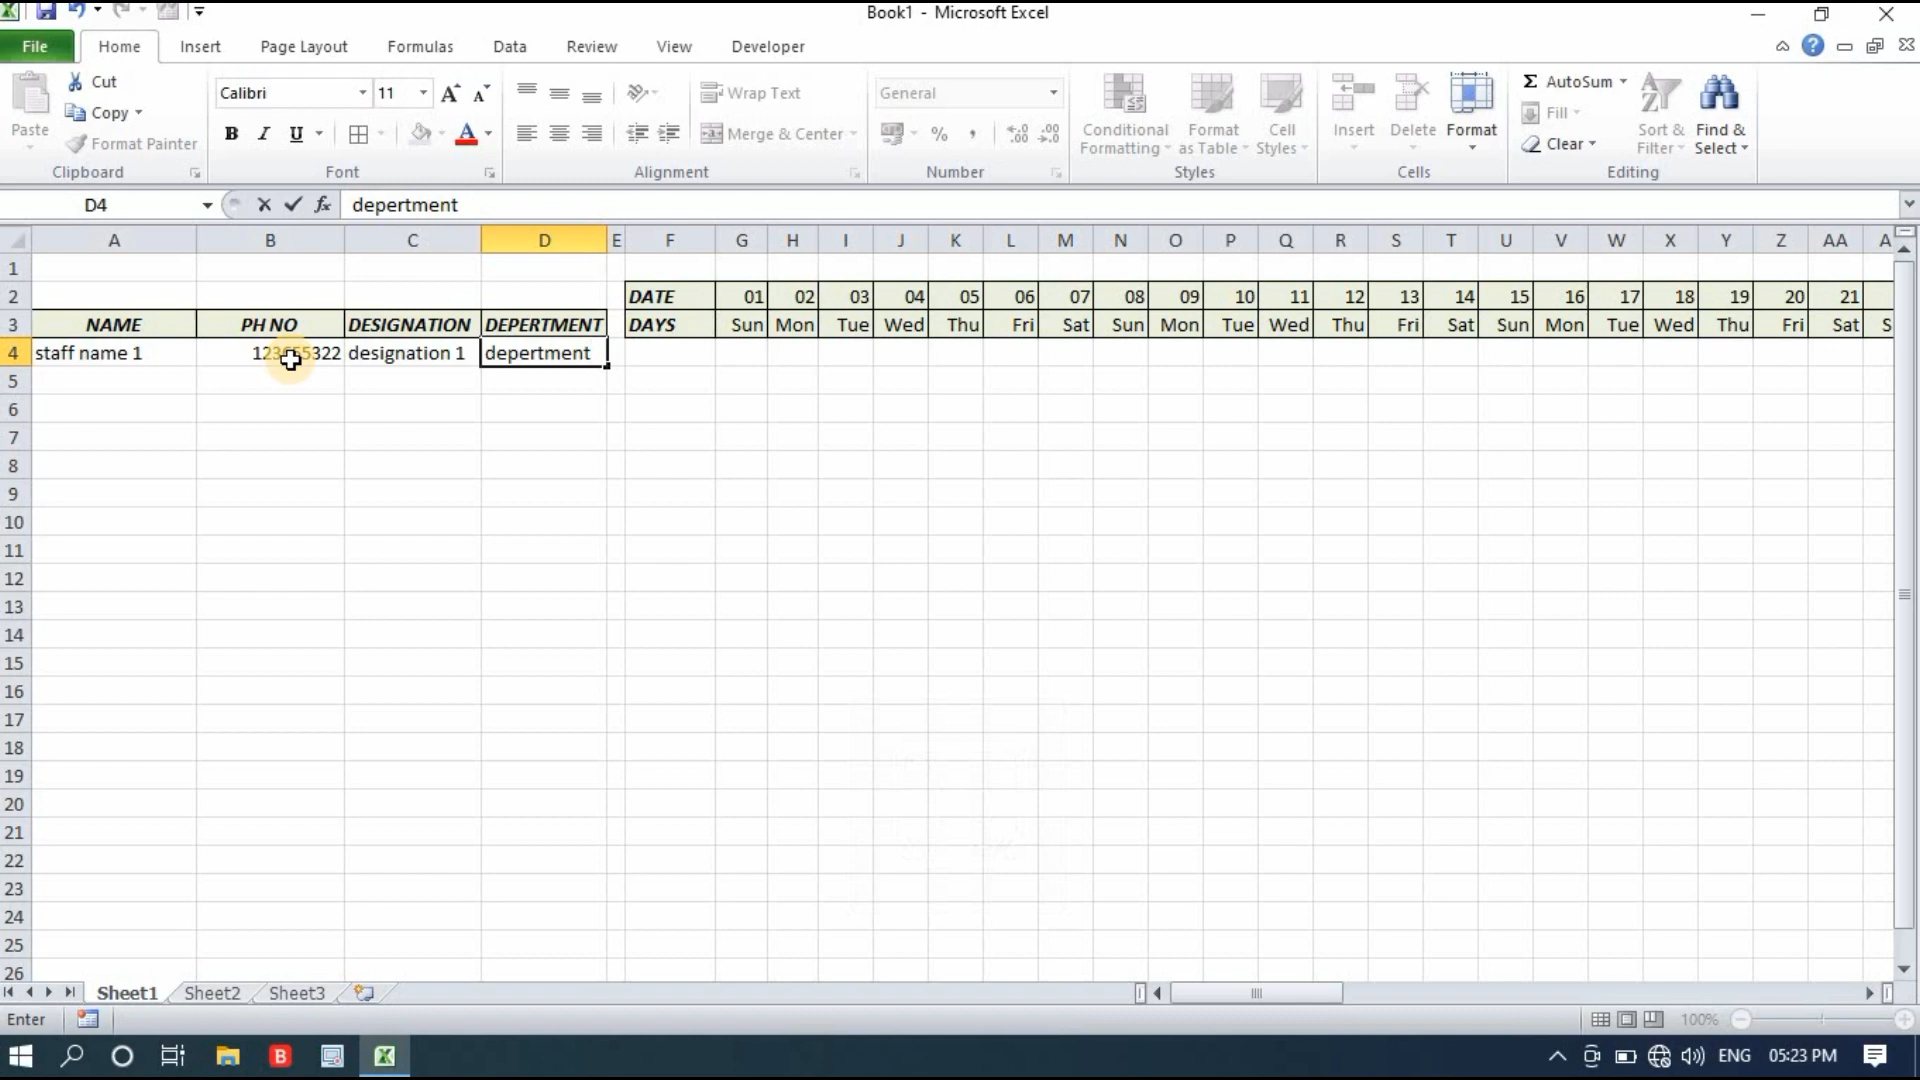 Book1 - Microsoft Excel
File Home Insert Page Layout Formulas Data Review View Developer
Paste
Cut
Copy
Format Painter
Clipboard
Calibri 11
B I U A
Font
Wrap Text
Merge & Center
Alignment
General
%
Number
Conditional Formatting
Format as Table
Cell Styles
Styles
Insert Delete Format
Cells
Σ AutoSum
Fill
Clear
Sort & Filter
Find & Select
Editing
D4 fx depertment
A B C D E F G H I J K L M N O P Q R S T U V W X Y Z AA A
1
2 DATE 01 02 03 04 05 06 07 08 09 10 11 12 13 14 15 16 17 18 19 20 21
3 NAME PH NO DESIGNATION DEPERTMENT DAYS Sun Mon Tue Wed Thu Fri Sat Sun Mon Tue Wed Thu Fri Sat Sun Mon Tue Wed Thu Fri Sat S
4 staff name 1 designation 1 depertment
5
6
7
8
9
10
11
12
13
14
15
16
17
18
19
20
21
22
23
24
25
26
Sheet1 Sheet2 Sheet3
Enter 100%
B ENG 05:23 PM